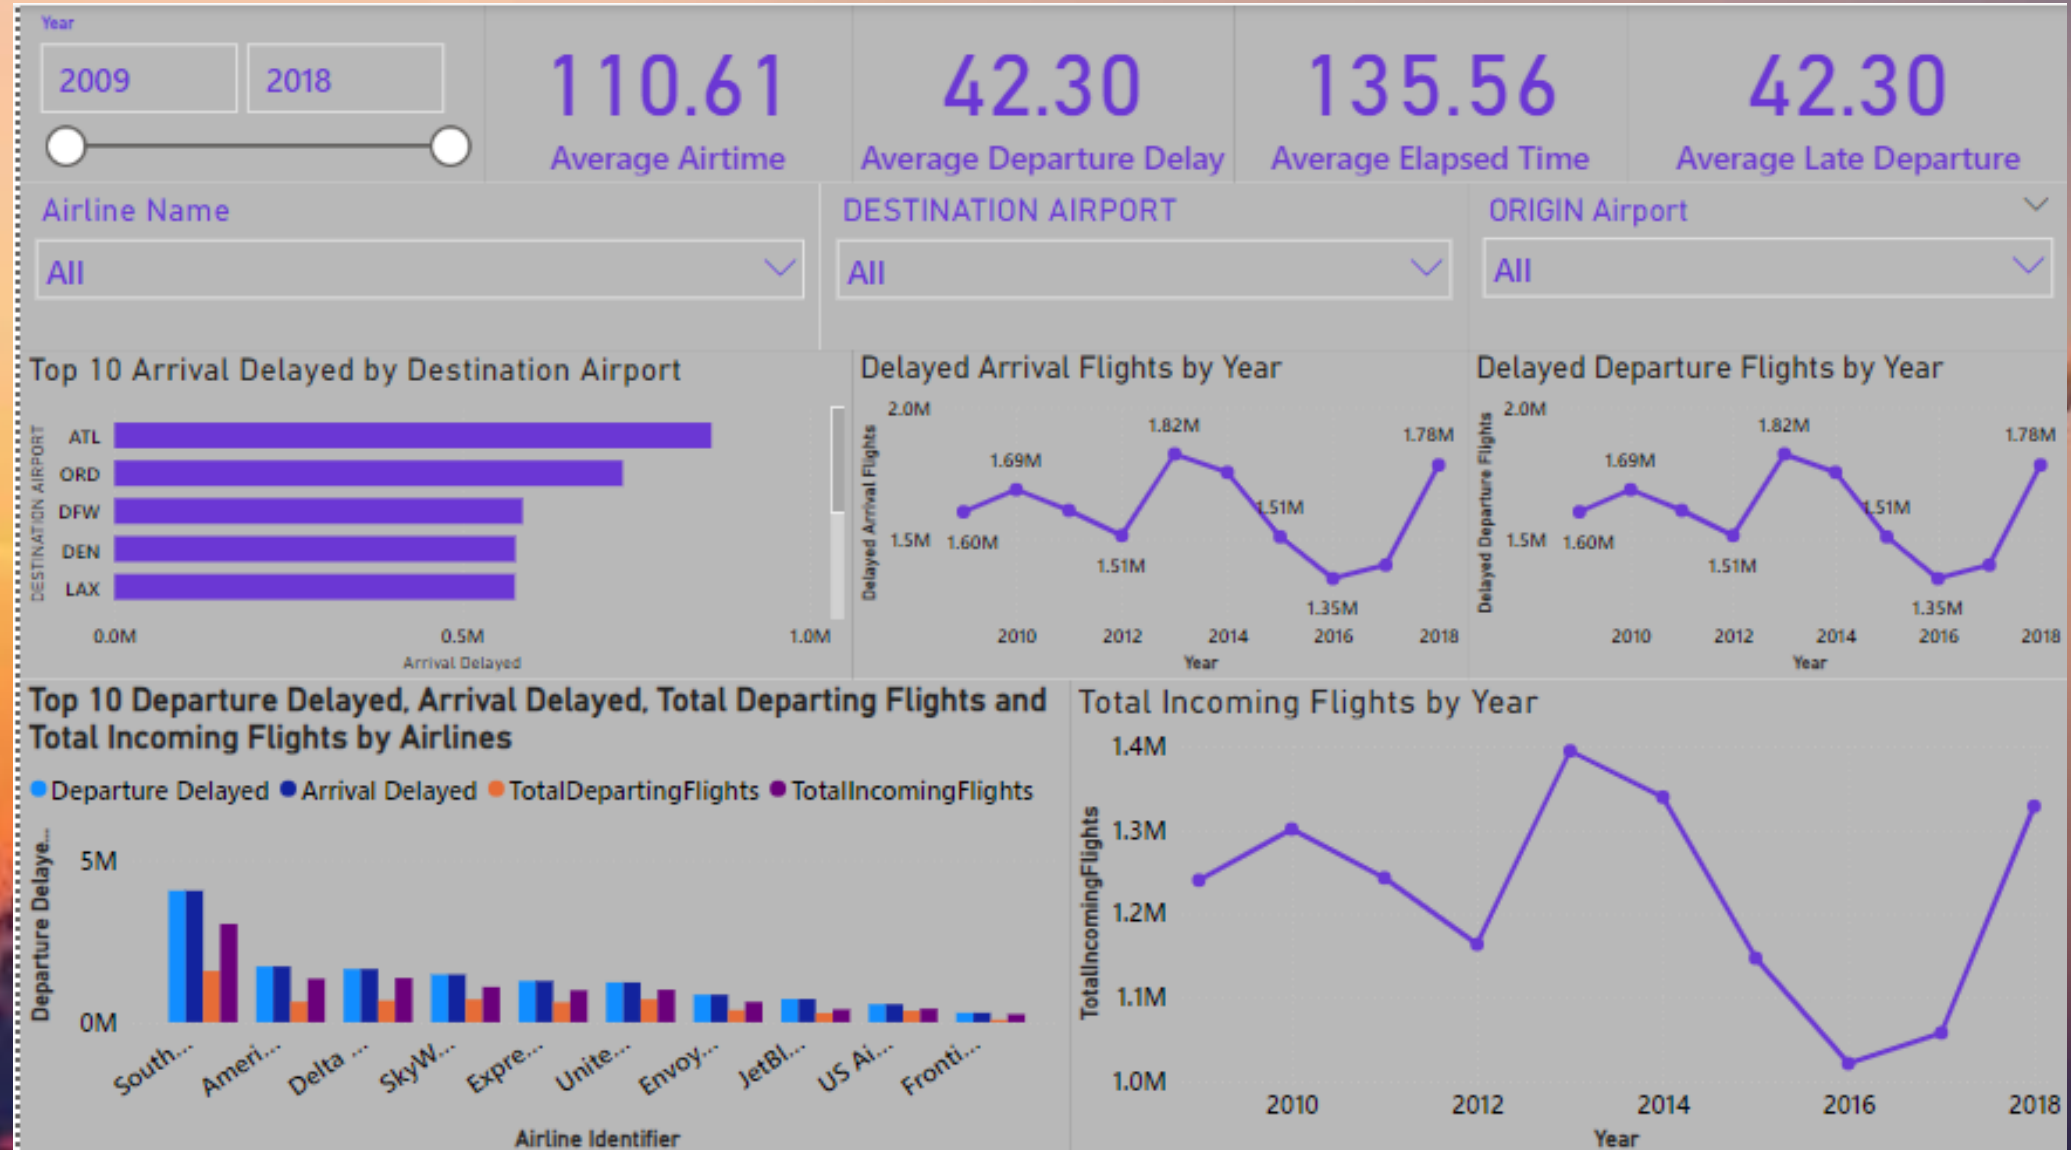 Year
2009 2018
110.61
Average Airtime
42.30
Average Departure Delay
135.56
Average Elapsed Time
42.30
Average Late Departure
Airline Name
All
DESTINATION AIRPORT
All
ORIGIN Airport
All
Top 10 Arrival Delayed by Destination Airport
DESTINATION AIRPORT
ATL
ORD
DFW
DEN
LAX
0.0M 0.5M 1.0M
Arrival Delayed
Delayed Arrival Flights by Year
Delayed Arrival Flights
2.0M
1.5M
1.60M
1.69M
1.51M
1.82M
1.51M
1.35M
1.78M
2010 2012 2014 2016 2018
Year
Delayed Departure Flights by Year
Delayed Departure Flights
2.0M
1.5M
1.60M
1.69M
1.51M
1.82M
1.51M
1.35M
1.78M
2010 2012 2014 2016 2018
Year
Top 10 Departure Delayed, Arrival Delayed, Total Departing Flights and
Total Incoming Flights by Airlines
Departure Delayed Arrival Delayed TotalDepartingFlights TotalIncomingFlights
Departure Delaye...
5M
0M
South... Ameri... Delta ... SkyW... Expre... Unite... Envoy... JetBl... US Ai... Fronti...
Airline Identifier
Total Incoming Flights by Year
TotalIncomingFlights
1.4M
1.3M
1.2M
1.1M
1.0M
2010 2012 2014 2016 2018
Year